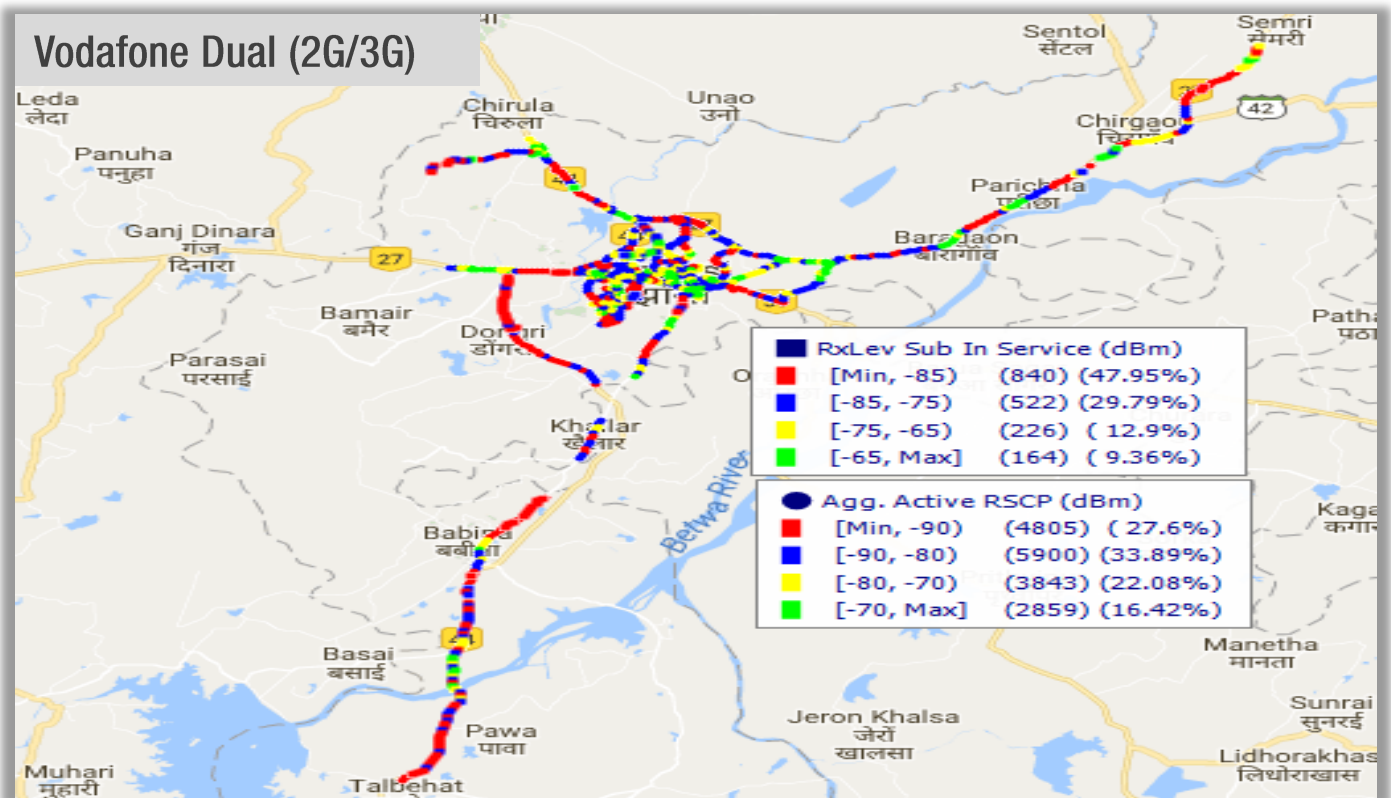 Vodafone Dual (2G/3G)
Sentol
सेंटल
Semri
सेमरी
Leda
लेदा
Chirula
चिरुला
Unao
उनो
42
Chirgaon
चिरगाँव
Panuha
पनुहा
Parichha
परीछा
Ganj Dinara
गंज
दिनारा
27
Baragaon
बारागाँव
Bamair
बमैर
Dongri
डोंगरी
Parasai
परसाई
RxLev Sub In Service (dBm)
[Min, -85) (840) (47.95%)
[-85, -75) (522) (29.79%)
[-75, -65) (226) ( 12.9%)
[-65, Max] (164) ( 9.36%)
Khailar
खैलार
Betwa River
Agg. Active RSCP (dBm)
[Min, -90) (4805) ( 27.6%)
[-90, -80) (5900) (33.89%)
[-80, -70) (3843) (22.08%)
[-70, Max] (2859) (16.42%)
Babina
बबीना
Basai
बसाई
Manetha
मानता
Pawa
पावा
Jeron Khalsa
जेरों
खालसा
Sunrai
सुनरई
Lidhorakhas
लिधोराखास
Muhari
मुहारी
Talbehat